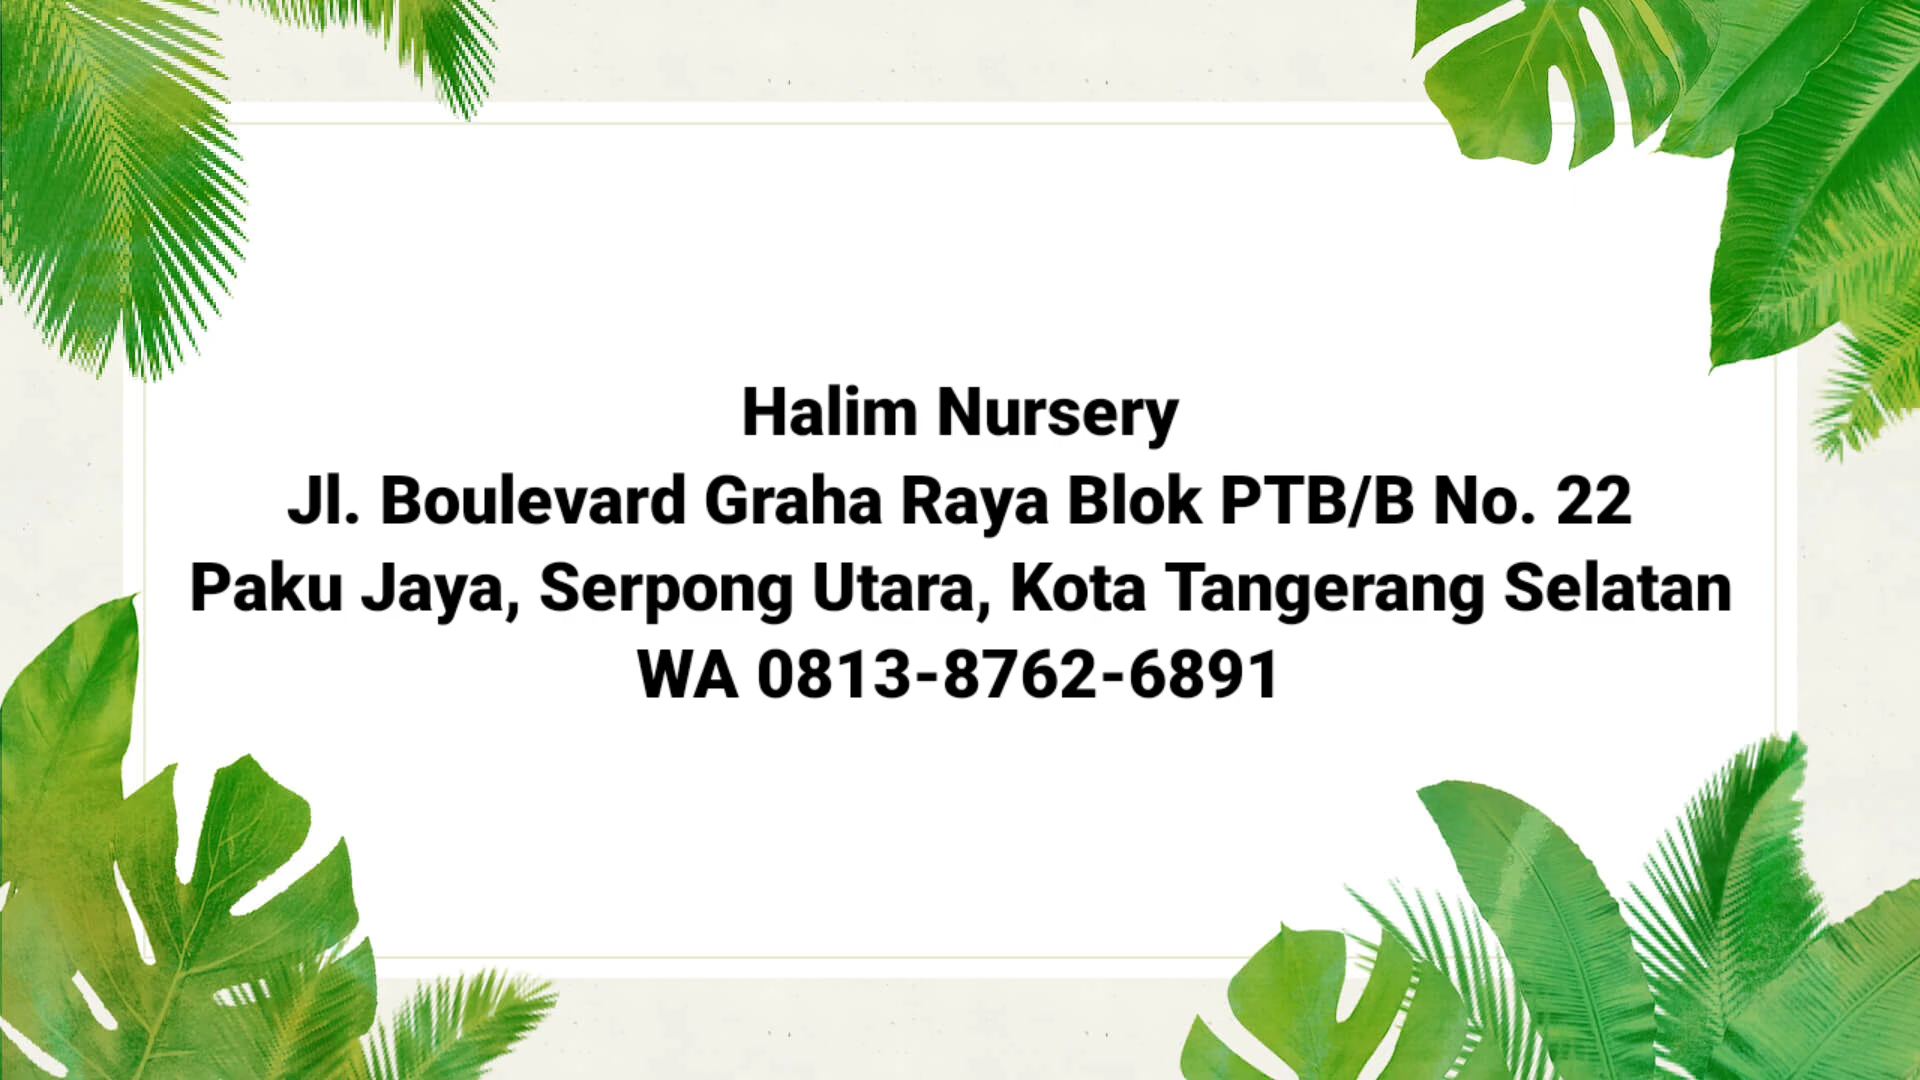 Halim Nursery
Jl. Boulevard Graha Raya Blok PTB/B No. 22
Paku Jaya, Serpong Utara, Kota Tangerang Selatan
WA 0813-8762-6891